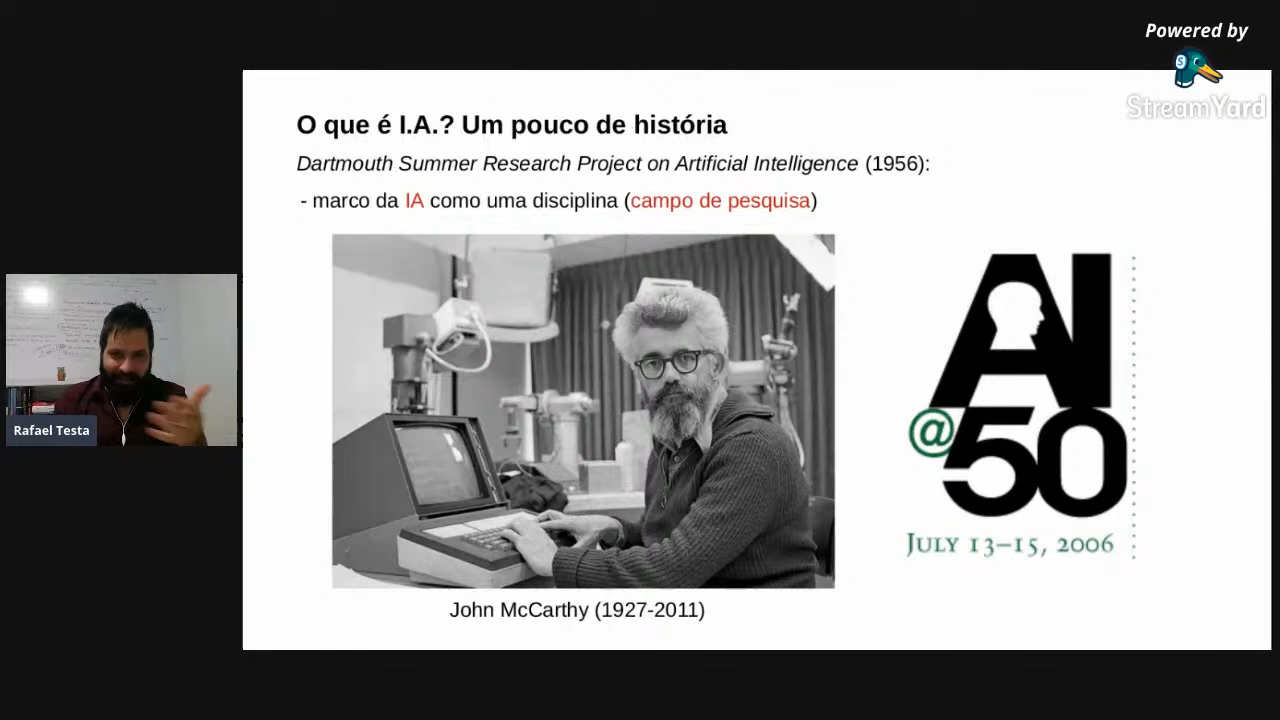 Powered by
StreamYard
O que é I.A.? Um pouco de história
Dartmouth Summer Research Project on Artificial Intelligence (1956):
- marco da IA como uma disciplina (campo de pesquisa)
AI
@50
JULY 13–15, 2006
John McCarthy (1927-2011)
Rafael Testa